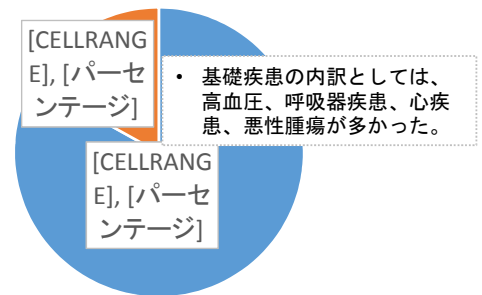 [CELLRANG
E], [パーセ
ンテージ]
• 基礎疾患の内訳としては、
高血圧、呼吸器疾患、心疾
患、悪性腫瘍が多かった。
[CELLRANG
E], [パーセ
ンテージ]